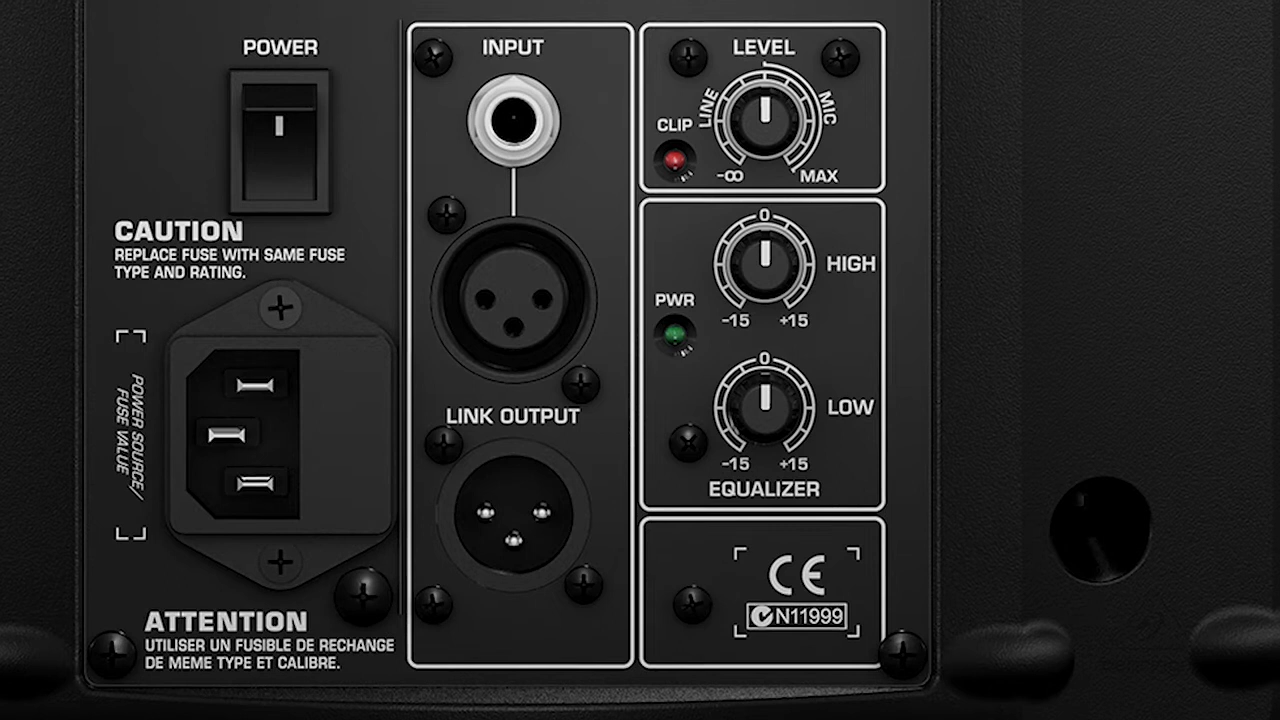 POWER
CAUTION
REPLACE FUSE WITH SAME FUSE
TYPE AND RATING.
POWER SOURCE/
FUSE VALUE
ATTENTION
UTILISER UN FUSIBLE DE RECHANGE
DE MEME TYPE ET CALIBRE.
INPUT
LINK OUTPUT
LEVEL
LINE
MIC
CLIP
-∞
MAX
0
HIGH
-15
+15
PWR
0
LOW
-15
+15
EQUALIZER
CE
N11999